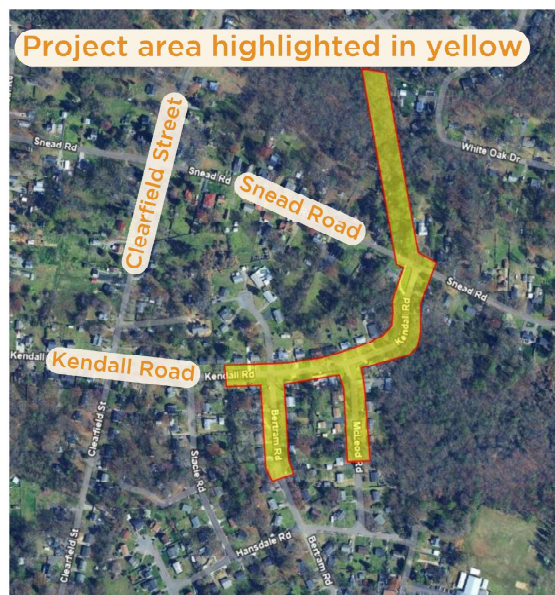 Project area highlighted in yellow
Clearfield Street
Snead Rd
White Oak Dr
Snead Rd
Snead Road
Snead Rd
Kendall Rd
Kendall
Kendall Road
Kendall Rd
Clearfield St
Bertram Rd
McLeod Rd
Stacie Rd
Hansdale Rd
Bertram Rd
Clearfield St